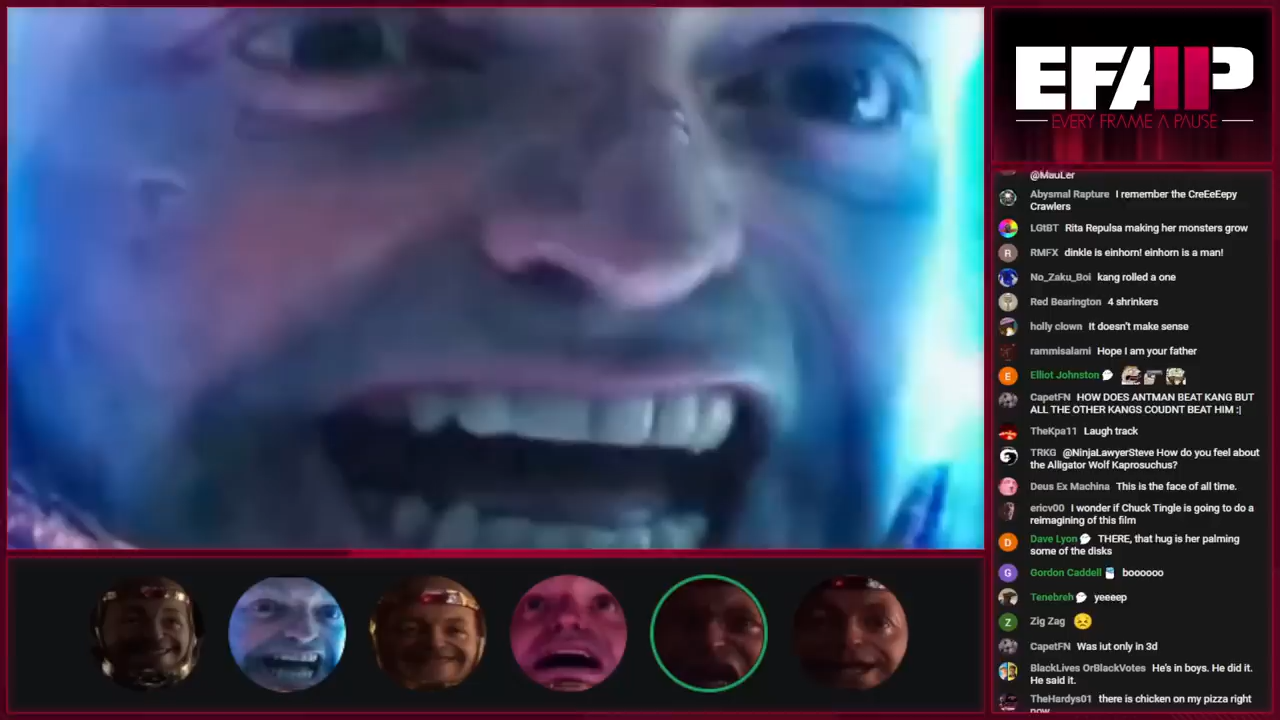 EFAP
EVERY FRAME A PAUSE
@MauLer
Abysmal Rapture I remember the CreEeEepy
Crawlers
LGtBT Rita Repulsa making her monsters grow
R
RMFX dinkle is einhorn! einhorn is a man!
No_Zaku_Boi kang rolled a one
Red Bearington 4 shrinkers
holly clown It doesn't make sense
rammisalami Hope I am your father
E
Elliot Johnston
CapetFN HOW DOES ANTMAN BEAT KANG BUT
ALL THE OTHER KANGS COUDNT BEAT HIM :|
TheKpa11 Laugh track
TRKG @NinjaLawyerSteve How do you feel about
the Alligator Wolf Kaprosuchus?
Deus Ex Machina This is the face of all time.
ericv00 I wonder if Chuck Tingle is going to do a
reimagining of this film
D
Dave Lyon THERE, that hug is her palming
some of the disks
G
Gordon Caddell boooooo
Tenebreh yeeeep
Z
Zig Zag
CapetFN Was iut only in 3d
BlackLives OrBlackVotes He's in boys. He did it.
He said it.
TheHardys01 there is chicken on my pizza right
now